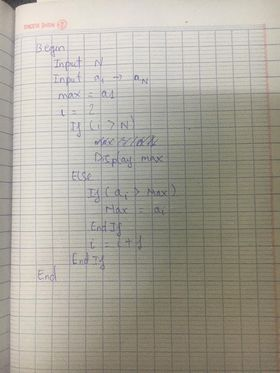 Begin
Input N
Input a1 → aN
max = a1
i = 2
If (i > N)
Display max
Else
If (ai > Max)
Max = ai
End If
i = i + 1
End If
End